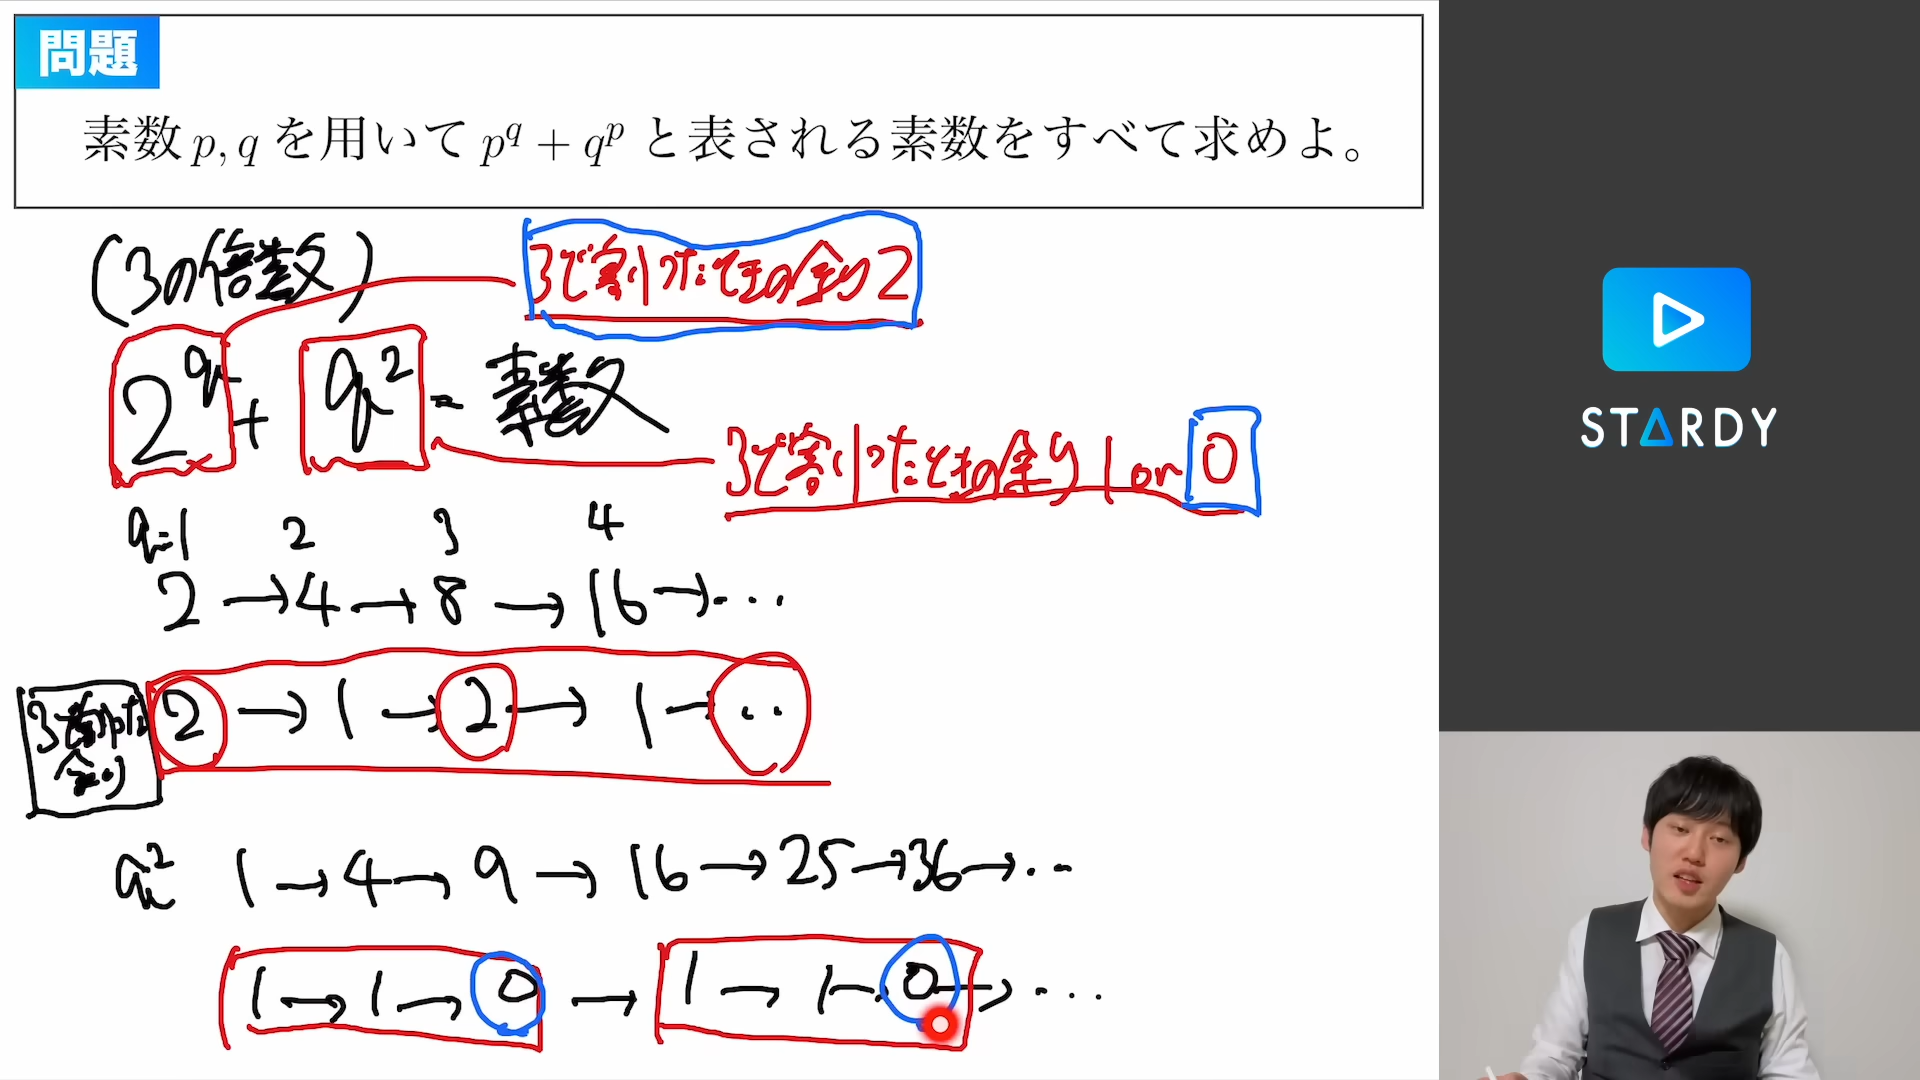 問題
素数 p, q を用いて p^q + q^p と表される素数をすべて求めよ。
(3の倍数)
3で割ったときの余り2
2^q + q^2 = 素数
3で割ったときの余り 1 or 0
q=1 2 3 4
2 → 4 → 8 → 16 → ...
3で割った
余り
2 → 1 → 2 → 1 → ...
q^2 1 → 4 → 9 → 16 → 25 → 36 → ...
1 → 1 → 0 → 1 → 1 → 0 → ...
STARDY